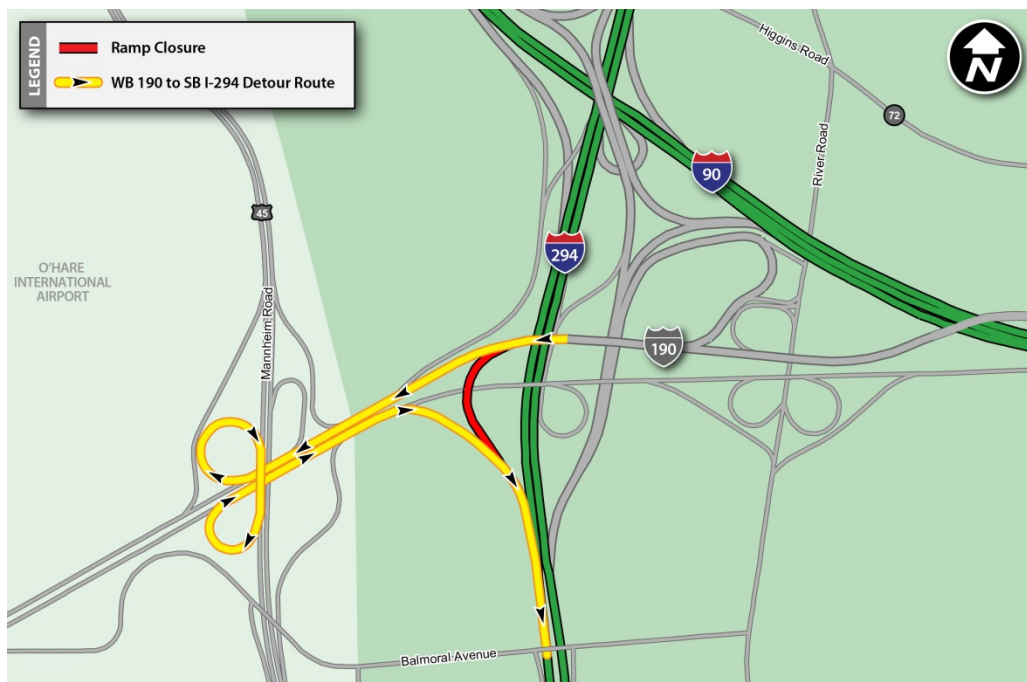 LEGEND
Ramp Closure
WB 190 to SB I-294 Detour Route
N
Higgins Road
72
River Road
90
45
294
O'HARE
INTERNATIONAL
AIRPORT
Mannheim Road
190
Balmoral Avenue